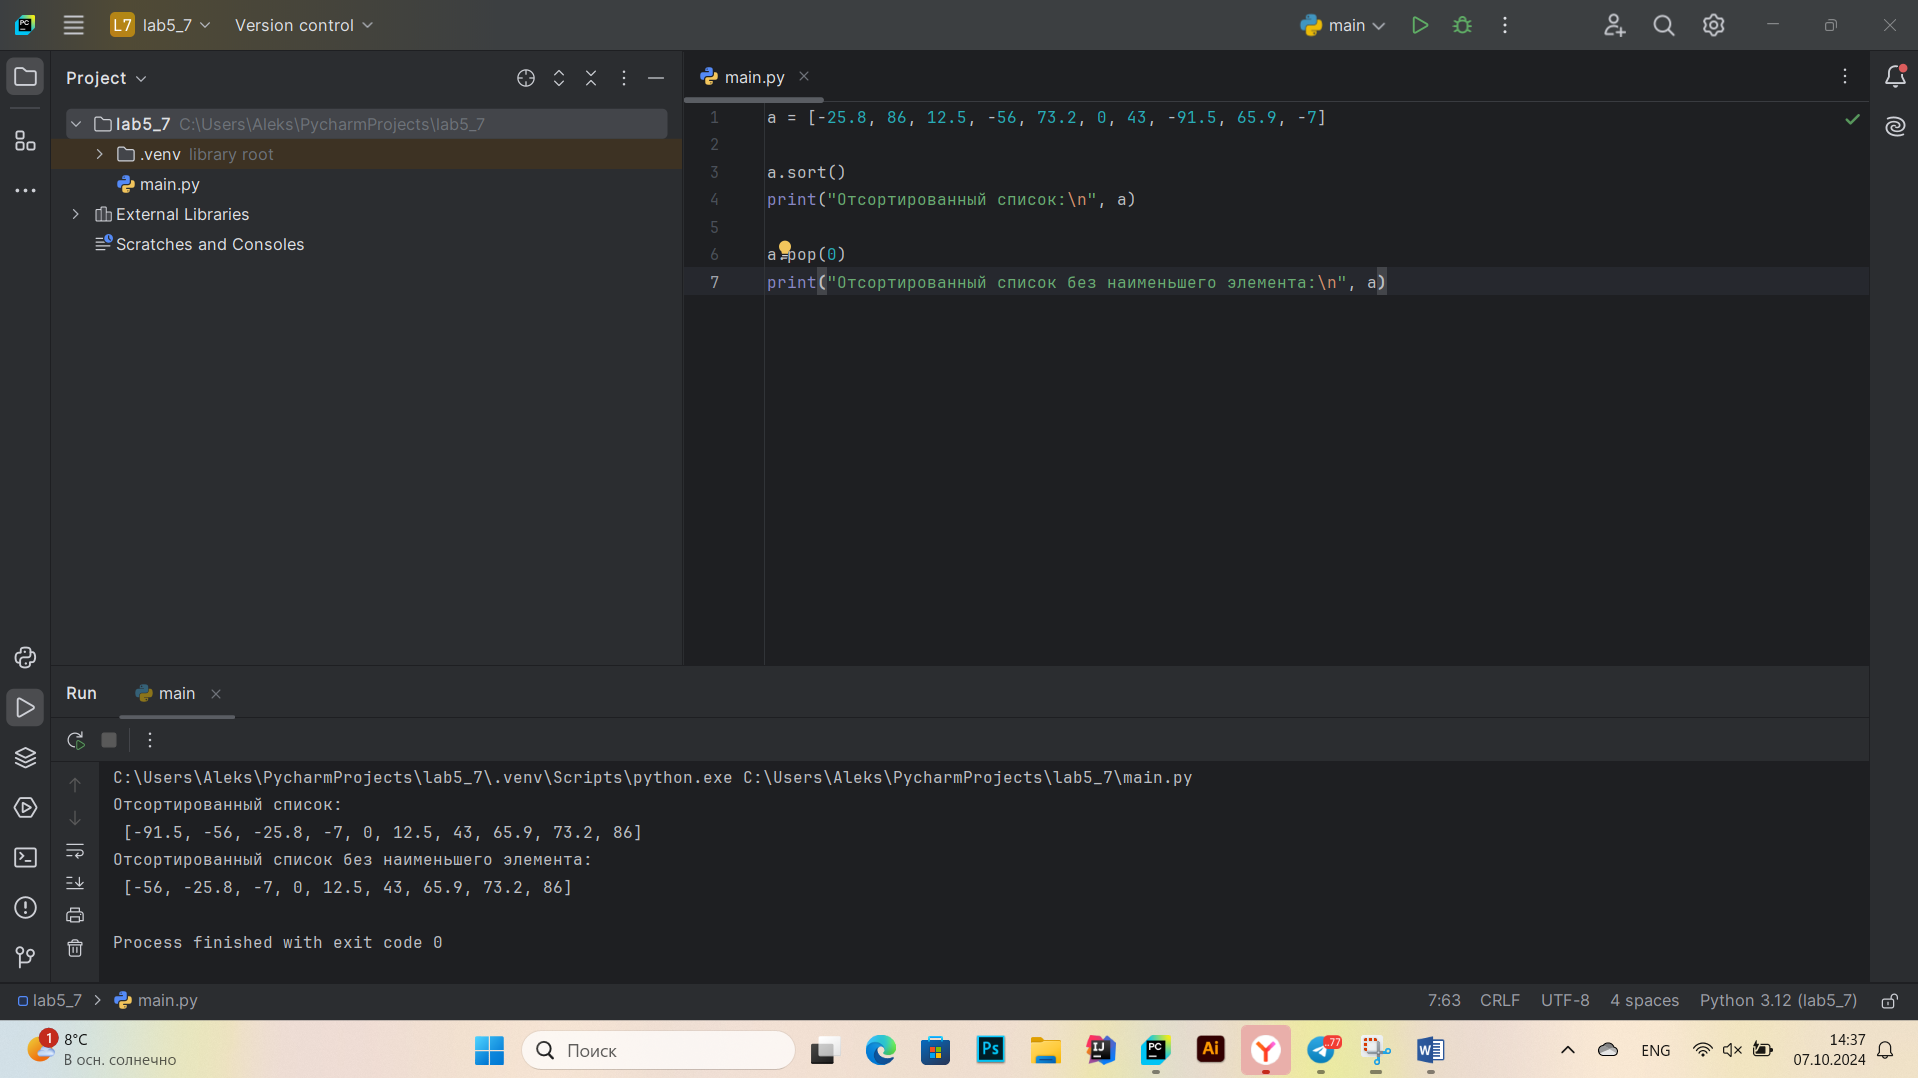 L7 lab5_7 Version control main
Project
main.py
lab5_7 C:\Users\Aleks\PycharmProjects\lab5_7
.venv library root
main.py
External Libraries
Scratches and Consoles
1 a = [-25.8, 86, 12.5, -56, 73.2, 0, 43, -91.5, 65.9, -7]
2
3 a.sort()
4 print("Отсортированный список:\n", a)
5
6 a.pop(0)
7 print("Отсортированный список без наименьшего элемента:\n", a)
Run main
C:\Users\Aleks\PycharmProjects\lab5_7\.venv\Scripts\python.exe C:\Users\Aleks\PycharmProjects\lab5_7\main.py
Отсортированный список:
[-91.5, -56, -25.8, -7, 0, 12.5, 43, 65.9, 73.2, 86]
Отсортированный список без наименьшего элемента:
[-56, -25.8, -7, 0, 12.5, 43, 65.9, 73.2, 86]
Process finished with exit code 0
lab5_7 main.py 7:63 CRLF UTF-8 4 spaces Python 3.12 (lab5_7)
1 8°C
В осн. солнечно
Поиск
Ps
IJ
PC
Ai
Y
..77
W
ENG
14:37
07.10.2024